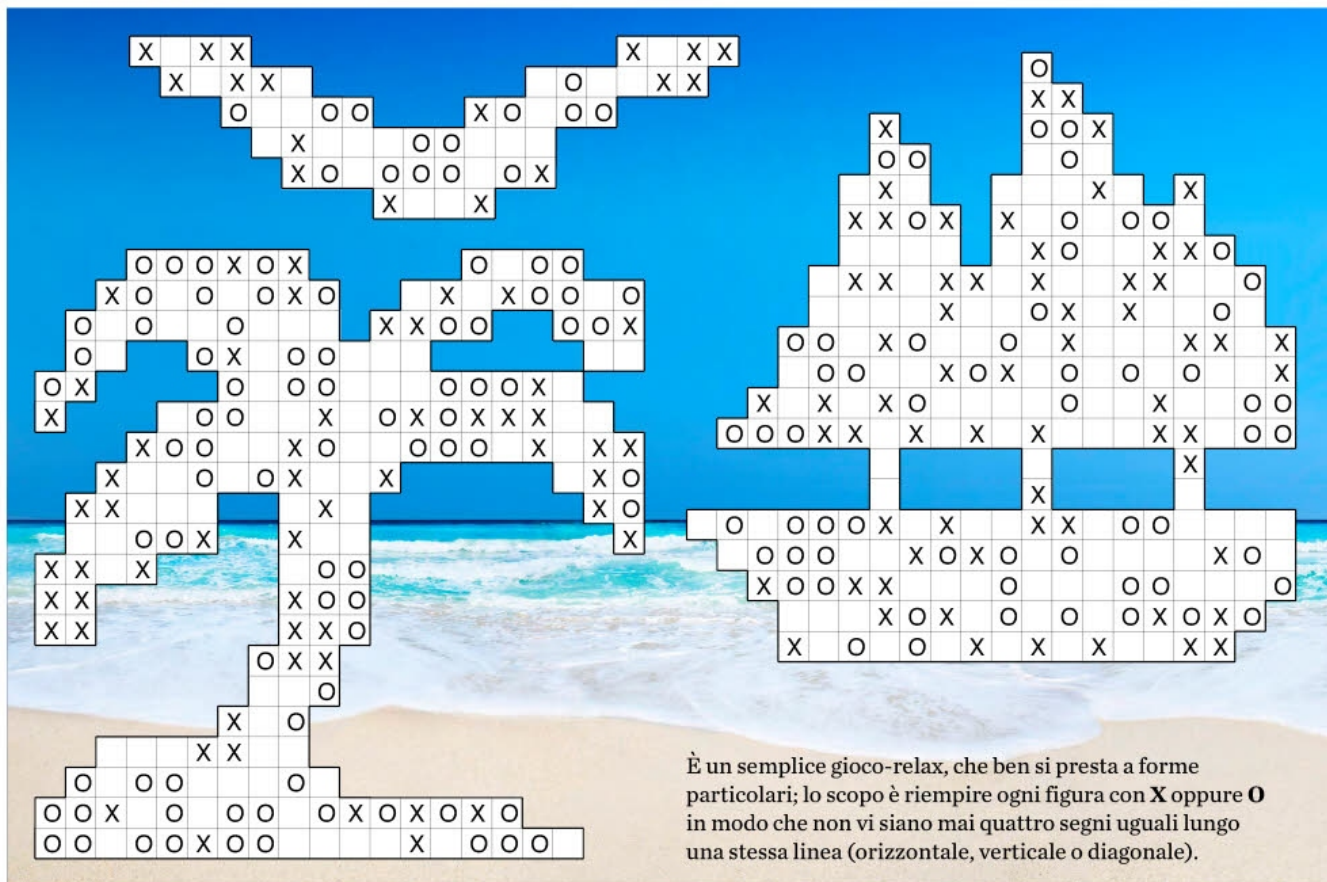 X X X X X X
X X X O X X
O O O X O O O
X O O
X O O O O O X
X X
O O O X O X O O O
X O O O X O X X O O O
O O O X X O O O O X
O O X O O
O X O O O O O O X
X O O X O X O X X X
X O O X O O O O X X X
X O O X X X O
X X X X O
O O X X X
X X X O O
X X X O O
X X X X O
O X X
O
X O
X X
O O O O
O O X O O O O X O X O X O
O O O O X O O X O O O
O
X X
X O O X
O O O
X X X
X X O X X O O O
X O X X O
X X X X X X X O
X O X X O
O O X O O X X X X
O O X O X O O O X
X X X O O X O O
O O O X X X X X X X O O
X
X
O O O O X X X X O O
O O O X O X O O X O
X O O X X O O O O
X O X O O O X O X O
X O O X X X X X
È un semplice gioco-relax, che ben si presta a forme
particolari; lo scopo è riempire ogni figura con X oppure O
in modo che non vi siano mai quattro segni uguali lungo
una stessa linea (orizzontale, verticale o diagonale).